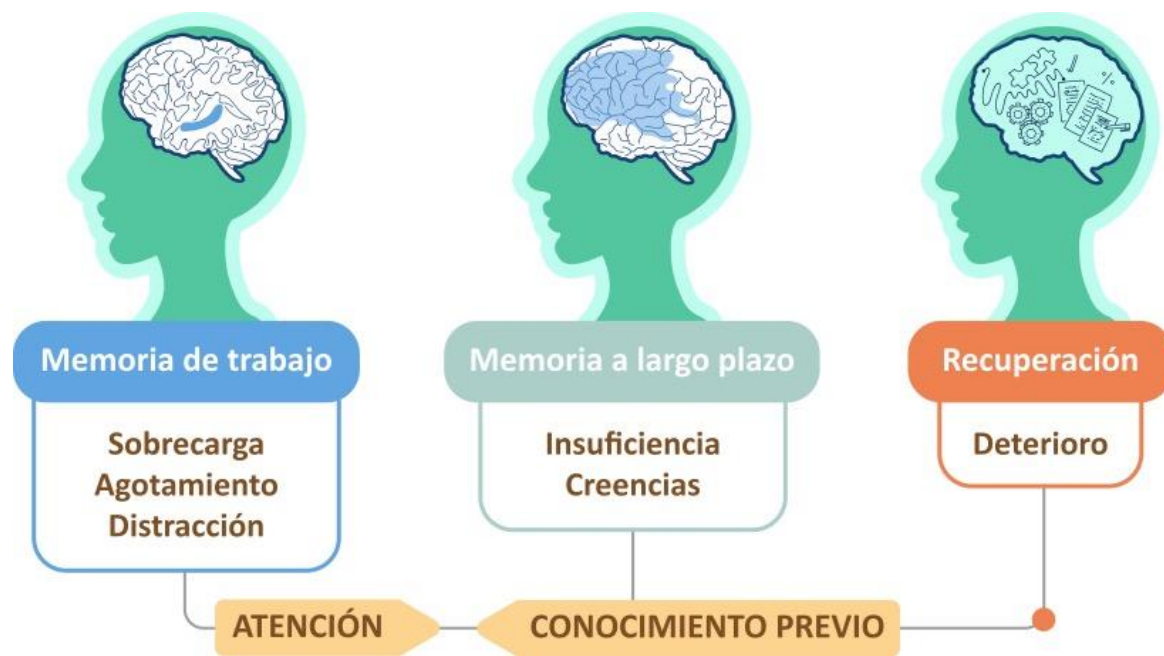 Memoria de trabajo
Sobrecarga
Agotamiento
Distracción
Memoria a largo plazo
Insuficiencia
Creencias
Recuperación
Deterioro
ATENCIÓN
CONOCIMIENTO PREVIO